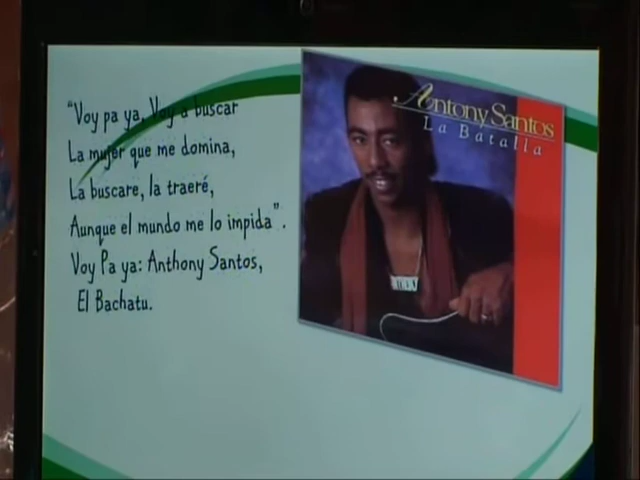 “Voy pa ya, Voy a buscar
La mujer que me domina,
La buscare, la traeré,
Aunque el mundo me lo impida”.
Voy Pa ya: Anthony Santos,
El Bachatu.
Antony Santos
La Batalla